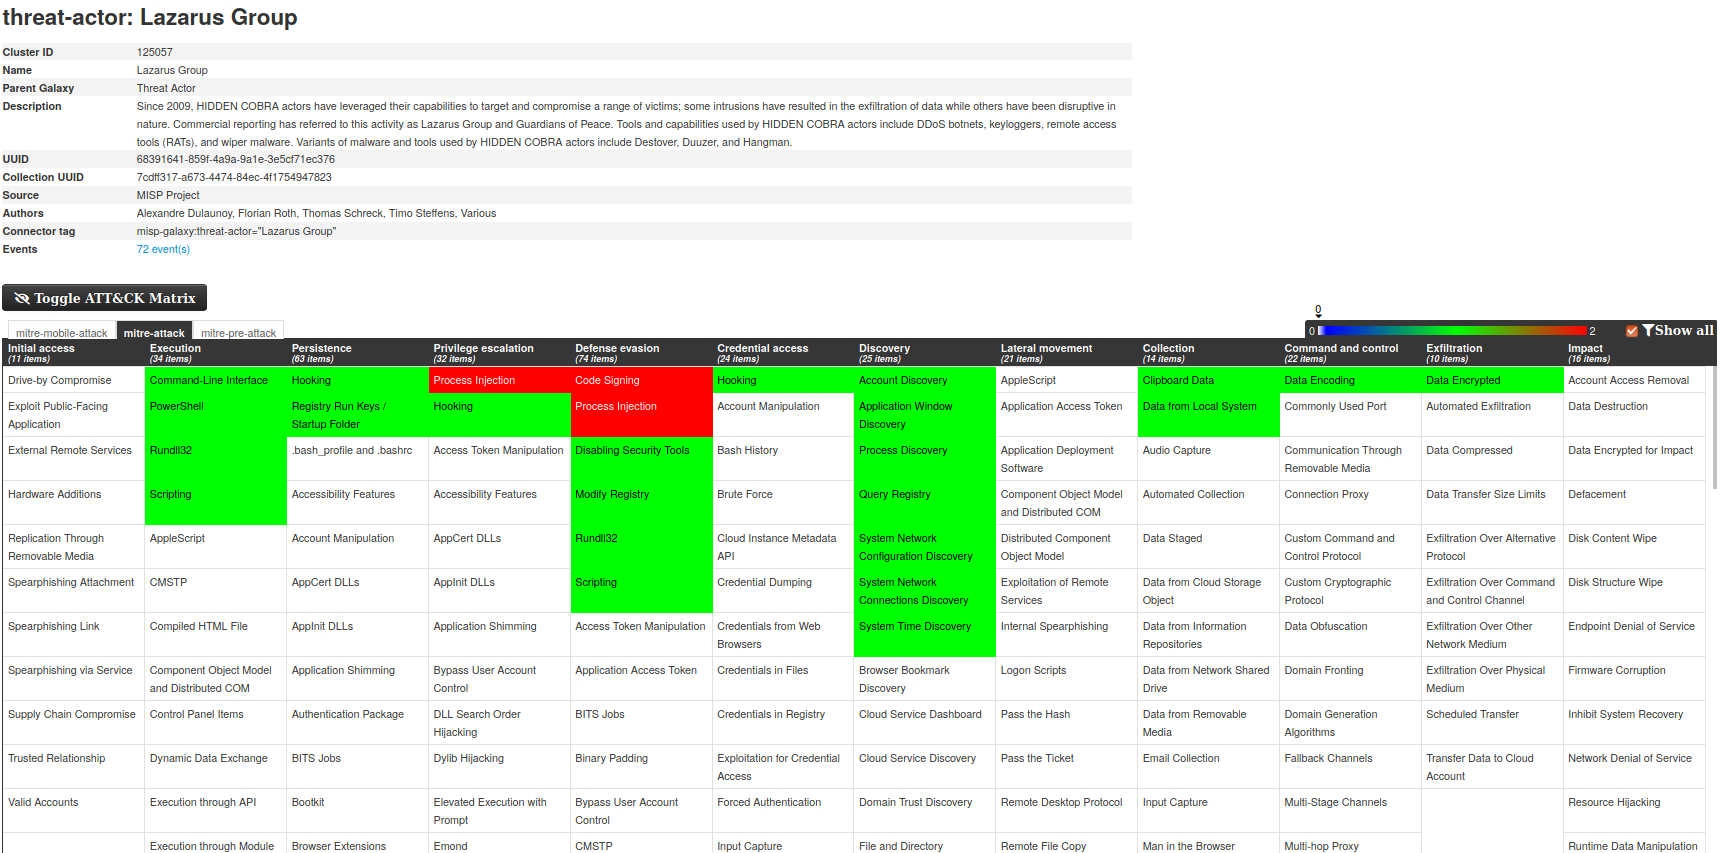 threat-actor: Lazarus Group
Cluster ID 125057
Name Lazarus Group
Parent Galaxy Threat Actor
Description Since 2009, HIDDEN COBRA actors have leveraged their capabilities to target and compromise a range of victims; some intrusions have resulted in the exfiltration of data while others have been disruptive in
nature. Commercial reporting has referred to this activity as Lazarus Group and Guardians of Peace. Tools and capabilities used by HIDDEN COBRA actors include DDoS botnets, keyloggers, remote access
tools (RATs), and wiper malware. Variants of malware and tools used by HIDDEN COBRA actors include Destover, Duuzer, and Hangman.
UUID 68391641-859f-4a9a-9a1e-3e5cf71ec376
Collection UUID 7cdff317-a673-4474-84ec-4f1754947823
Source MISP Project
Authors Alexandre Dulaunoy, Florian Roth, Thomas Schreck, Timo Steffens, Various
Connector tag misp-galaxy:threat-actor="Lazarus Group"
Events 72 event(s)
Toggle ATT&CK Matrix
0
mitre-mobile-attack mitre-attack mitre-pre-attack 0 2 Show all
Initial access Execution Persistence Privilege escalation Defense evasion Credential access Discovery Lateral movement Collection Command and control Exfiltration Impact
(11 items) (34 items) (63 items) (32 items) (74 items) (24 items) (25 items) (21 items) (14 items) (22 items) (10 items) (16 items)
Drive-by Compromise Command-Line Interface Hooking Process Injection Code Signing Hooking Account Discovery AppleScript Clipboard Data Data Encoding Data Encrypted Account Access Removal
Exploit Public-Facing PowerShell Registry Run Keys / Hooking Process Injection Account Manipulation Application Window Application Access Token Data from Local System Commonly Used Port Automated Exfiltration Data Destruction
Application Startup Folder Discovery
External Remote Services Rundll32 .bash_profile and .bashrc Access Token Manipulation Disabling Security Tools Bash History Process Discovery Application Deployment Audio Capture Communication Through Data Compressed Data Encrypted for Impact
Software Removable Media
Hardware Additions Scripting Accessibility Features Accessibility Features Modify Registry Brute Force Query Registry Component Object Model Automated Collection Connection Proxy Data Transfer Size Limits Defacement
and Distributed COM
Replication Through AppleScript Account Manipulation AppCert DLLs Rundll32 Cloud Instance Metadata System Network Distributed Component Data Staged Custom Command and Exfiltration Over Alternative Disk Content Wipe
Removable Media API Configuration Discovery Object Model Control Protocol Protocol
Spearphishing Attachment CMSTP AppCert DLLs AppInit DLLs Scripting Credential Dumping System Network Exploitation of Remote Data from Cloud Storage Custom Cryptographic Exfiltration Over Command Disk Structure Wipe
Connections Discovery Services Object Protocol and Control Channel
Spearphishing Link Compiled HTML File AppInit DLLs Application Shimming Access Token Manipulation Credentials from Web System Time Discovery Internal Spearphishing Data from Information Data Obfuscation Exfiltration Over Other Endpoint Denial of Service
Browsers Repositories Network Medium
Spearphishing via Service Component Object Model Application Shimming Bypass User Account Application Access Token Credentials in Files Browser Bookmark Logon Scripts Data from Network Shared Domain Fronting Exfiltration Over Physical Firmware Corruption
and Distributed COM Control Discovery Drive Medium
Supply Chain Compromise Control Panel Items Authentication Package DLL Search Order BITS Jobs Credentials in Registry Cloud Service Dashboard Pass the Hash Data from Removable Domain Generation Scheduled Transfer Inhibit System Recovery
Hijacking Media Algorithms
Trusted Relationship Dynamic Data Exchange BITS Jobs Dylib Hijacking Binary Padding Exploitation for Credential Cloud Service Discovery Pass the Ticket Email Collection Fallback Channels Transfer Data to Cloud Network Denial of Service
Access Account
Valid Accounts Execution through API Bootkit Elevated Execution with Bypass User Account Forced Authentication Domain Trust Discovery Remote Desktop Protocol Input Capture Multi-Stage Channels Resource Hijacking
Prompt Control
Execution through Module Browser Extensions Emond CMSTP Input Capture File and Directory Remote File Copy Man in the Browser Multi-hop Proxy Runtime Data Manipulation